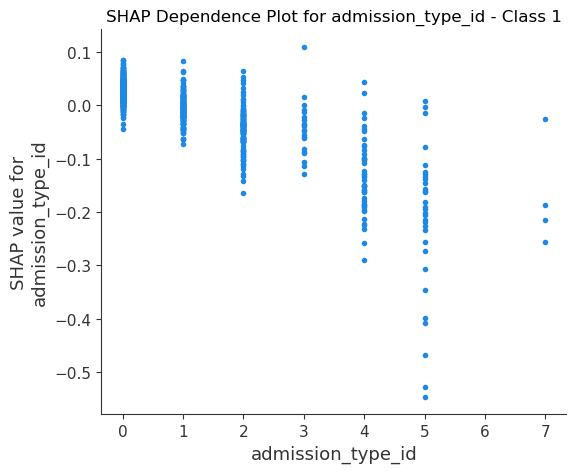 SHAP Dependence Plot for admission_type_id - Class 1
0.1
0.0
−0.1
−0.2
−0.3
−0.4
−0.5
SHAP value for
admission_type_id
0 1 2 3 4 5 6 7
admission_type_id